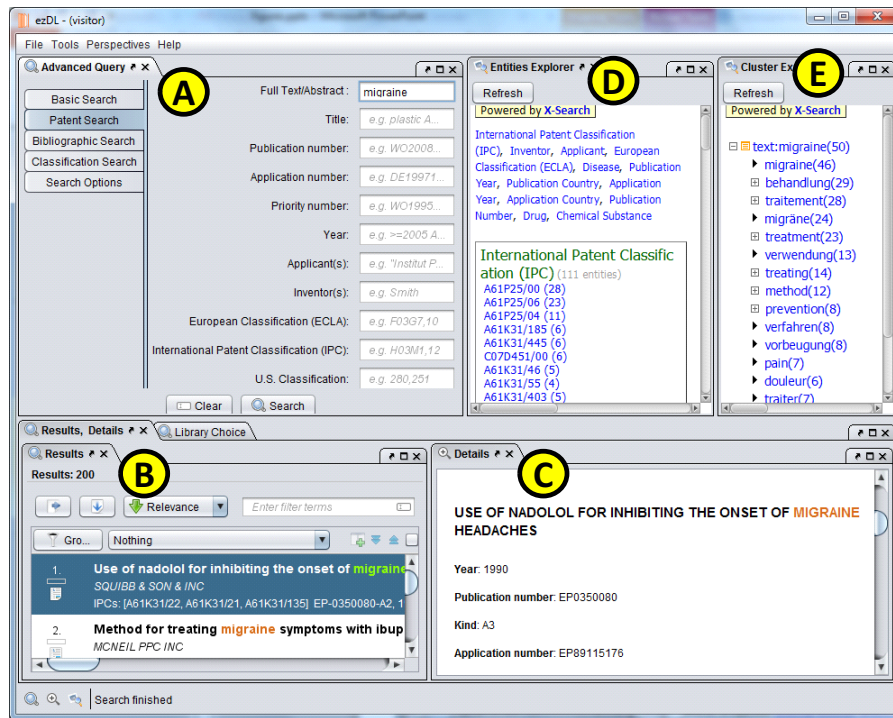 ezDL - (visitor)
File Tools Perspectives Help
Advanced Query
A
Basic Search
Patent Search
Bibliographic Search
Classification Search
Search Options
Full Text/Abstract : migraine
Title: e.g. plastic A...
Publication number: e.g. WO2008...
Application number: e.g. DE19971...
Priority number: e.g. WO1995...
Year: e.g. >=2005 A...
Applicant(s): e.g. "Institut P...
Inventor(s): e.g. Smith
European Classification (ECLA): e.g. F03G7,10
International Patent Classification (IPC): e.g. H03M1,12
U.S. Classification: e.g. 280,251
Clear Search
Entities Explorer
D
Refresh
Powered by X-Search
International Patent Classification
(IPC), Inventor, Applicant, European
Classification (ECLA), Disease, Publication
Year, Publication Country, Application
Year, Application Country, Publication
Number, Drug, Chemical Substance
International Patent Classific
ation (IPC) (111 entities)
A61P25/00 (28)
A61P25/06 (23)
A61P25/04 (11)
A61K31/185 (6)
A61K31/445 (6)
C07D451/00 (6)
A61K31/46 (5)
A61K31/55 (4)
A61K31/403 (5)
Cluster Ex
E
Refresh
Powered by X-Search
text:migraine(50)
migraine(46)
behandlung(29)
traitement(28)
migräne(24)
treatment(23)
verwendung(13)
treating(14)
method(12)
prevention(8)
verfahren(8)
vorbeugung(8)
pain(7)
douleur(6)
traiter(7)
Results, Details Library Choice
Results
B
Results: 200
Relevance Enter filter terms
Gro... Nothing
1. Use of nadolol for inhibiting the onset of migraine
SQUIBB & SON & INC
IPCs: [A61K31/22, A61K31/21, A61K31/135] EP-0350080-A2, 1
2. Method for treating migraine symptoms with ibup
MCNEIL PPC INC
Details
C
USE OF NADOLOL FOR INHIBITING THE ONSET OF MIGRAINE
HEADACHES
Year: 1990
Publication number: EP0350080
Kind: A3
Application number: EP89115176
Search finished